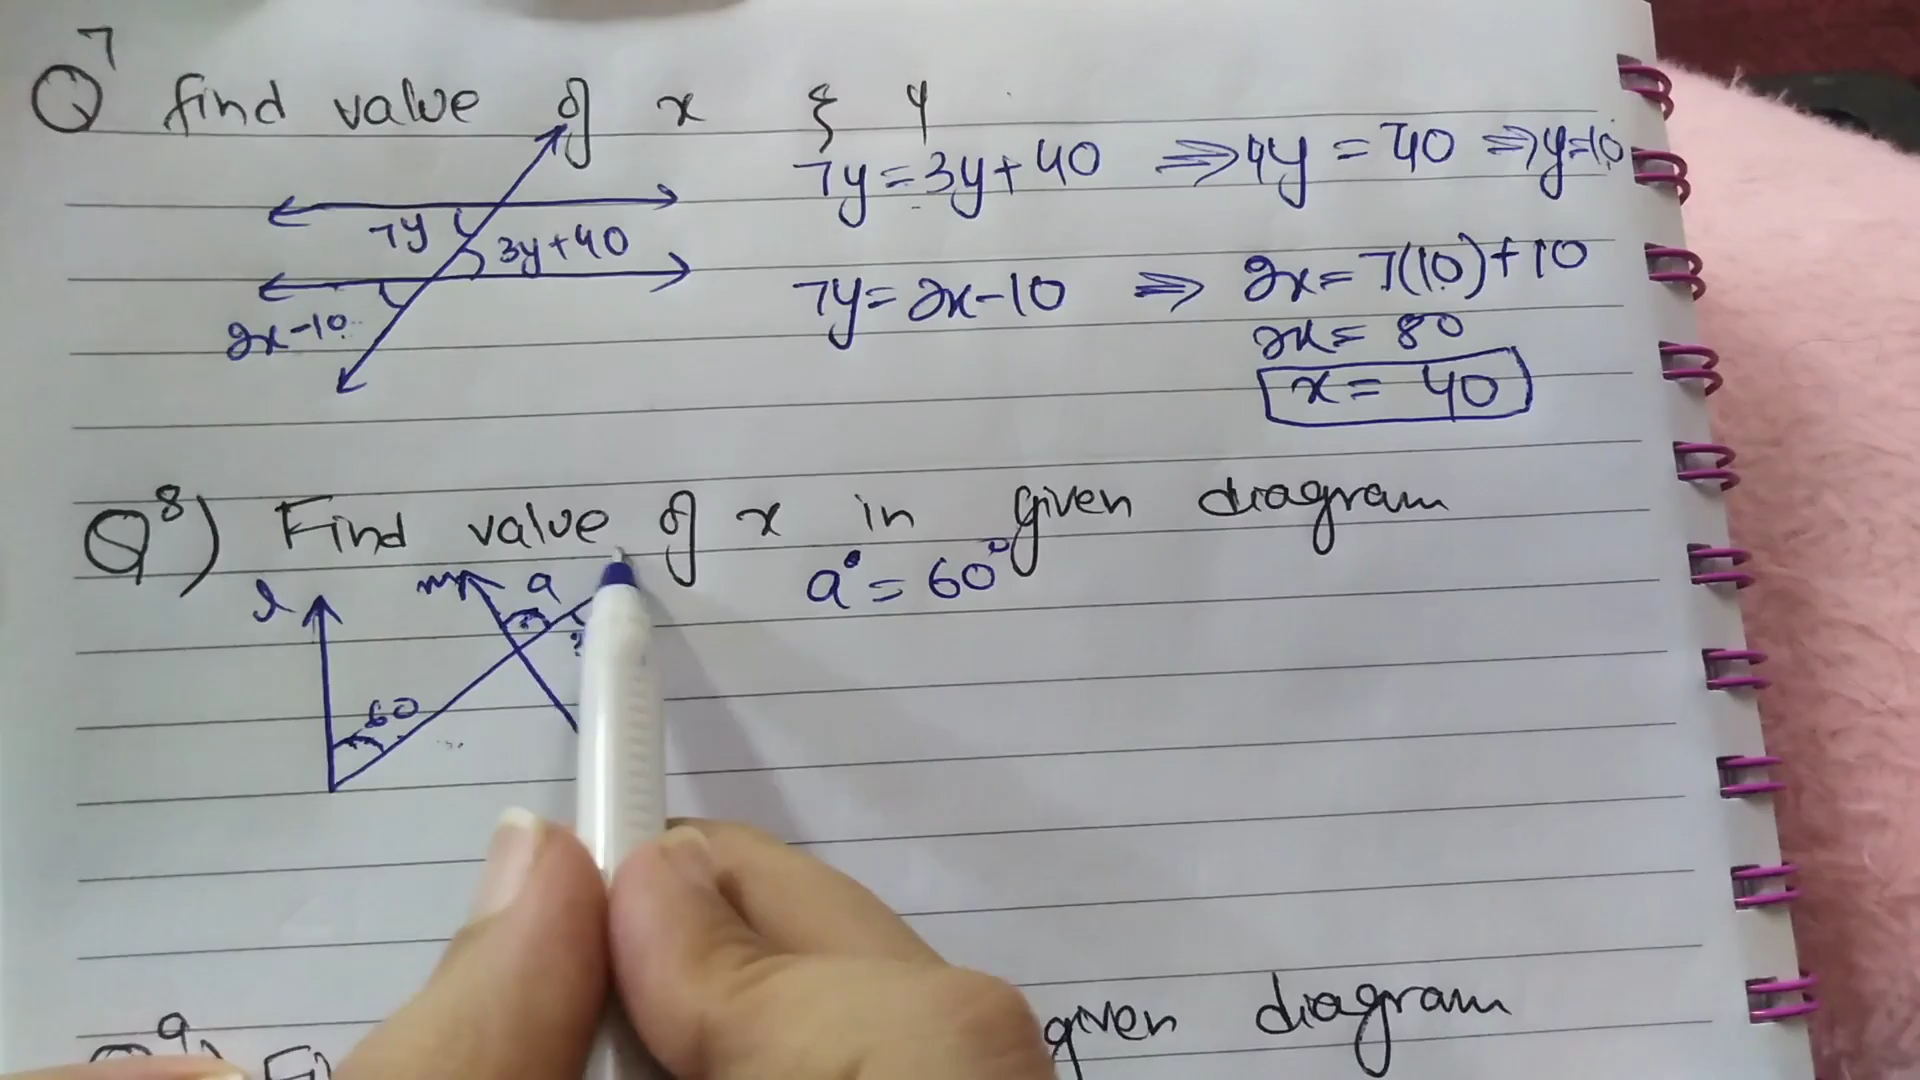 Q7 find value of x & y
7y = 3y + 40 ⇒ 4y = 40 ⇒ y = 10
7y
3y + 40
7y = 2x - 10 ⇒ 2x = 7(10) + 10
2x - 10
2x = 80
x = 40
Q8) Find value of x in given diagram
l
m
a
a° = 60°
?
60
given diagram